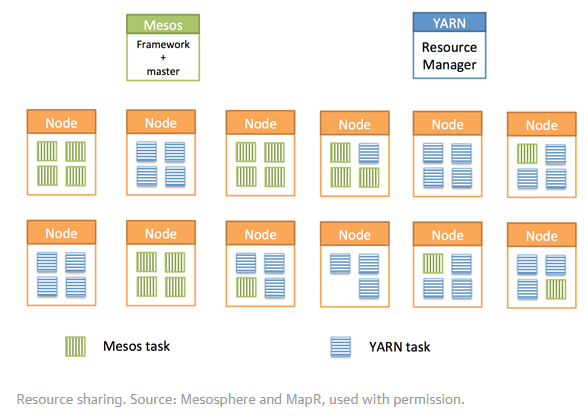 Mesos
Framework
+
master
YARN
Resource
Manager
Node
Node
Node
Node
Node
Node
Node
Node
Node
Node
Node
Node
Mesos task
YARN task
Resource sharing. Source: Mesosphere and MapR, used with permission.